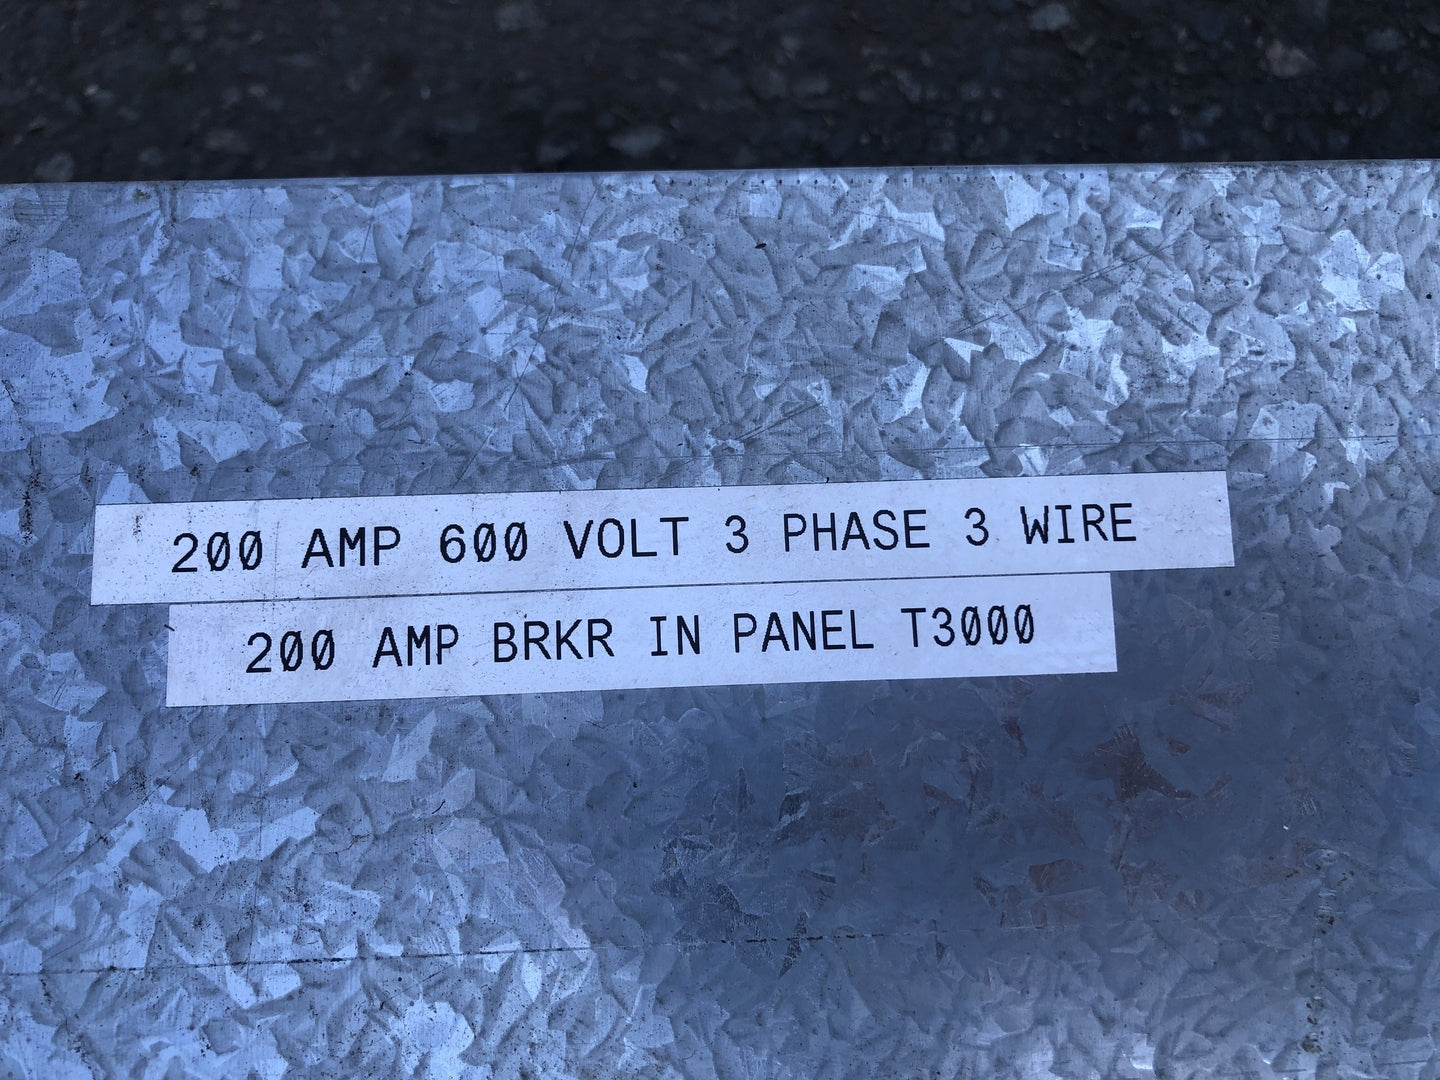 200 AMP 600 VOLT 3 PHASE 3 WIRE
200 AMP BRKR IN PANEL T3000